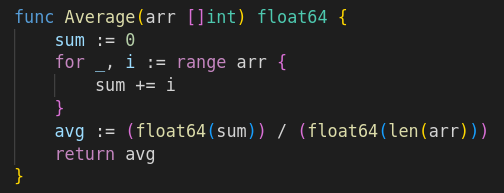 func Average(arr []int) float64 {
    sum := 0
    for _, i := range arr {
        sum += i
    }
    avg := (float64(sum)) / (float64(len(arr)))
    return avg
}